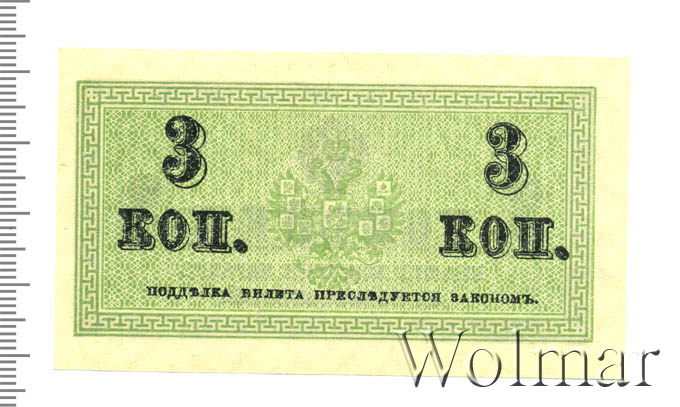 3 3
КОП. КОП.
ПОДДѢЛКА БИЛЕТА ПРЕСЛѢДУЕТСЯ ЗАКОНОМЪ.
Wolmar